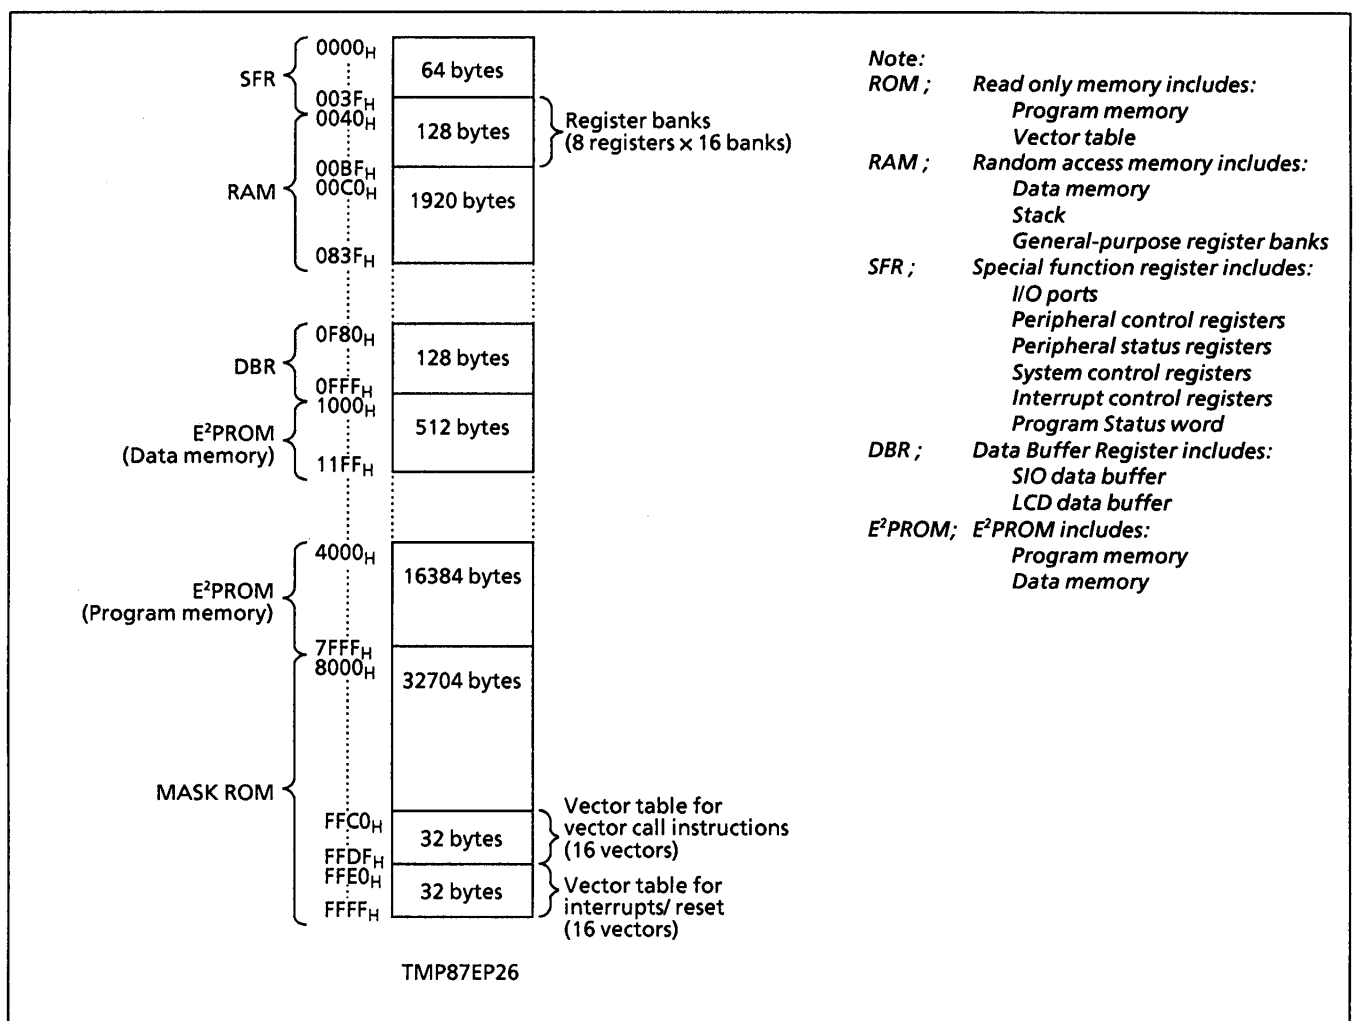 SFR
0000H
003FH
64 bytes
RAM
0040H
00BFH
00C0H
083FH
128 bytes
Register banks
(8 registers × 16 banks)
1920 bytes
DBR
0F80H
0FFFH
128 bytes
E²PROM
(Data memory)
1000H
11FFH
512 bytes
E²PROM
(Program memory)
4000H
7FFFH
16384 bytes
MASK ROM
8000H
32704 bytes
FFC0H
FFDFH
32 bytes
Vector table for
vector call instructions
(16 vectors)
FFE0H
FFFFH
32 bytes
Vector table for
interrupts/ reset
(16 vectors)
TMP87EP26
Note:
ROM ; Read only memory includes:
Program memory
Vector table
RAM ; Random access memory includes:
Data memory
Stack
General-purpose register banks
SFR ; Special function register includes:
I/O ports
Peripheral control registers
Peripheral status registers
System control registers
Interrupt control registers
Program Status word
DBR ; Data Buffer Register includes:
SIO data buffer
LCD data buffer
E²PROM; E²PROM includes:
Program memory
Data memory